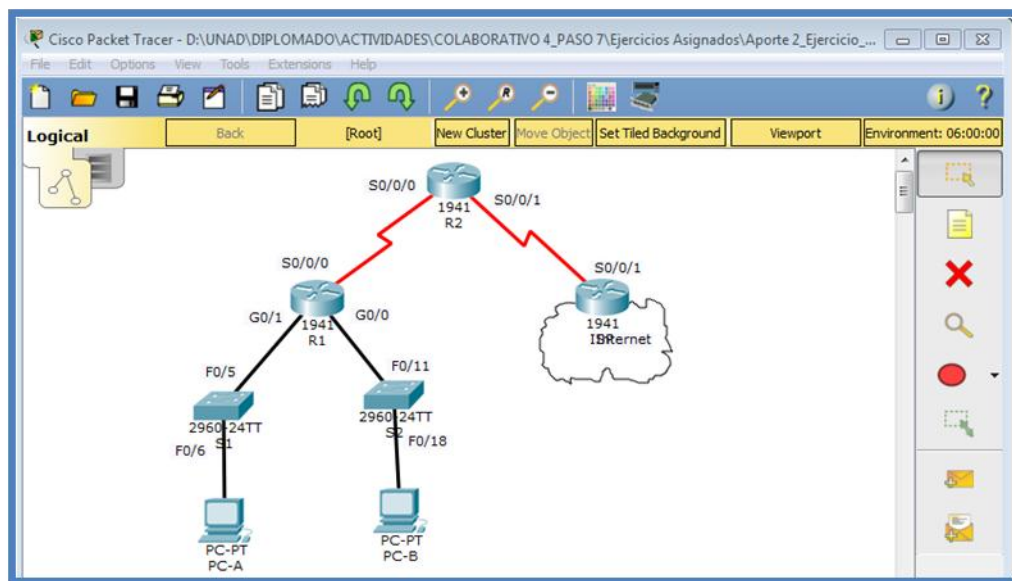 Cisco Packet Tracer - D:\UNAD\DIPLOMADO\ACTIVIDADES\COLABORATIVO 4_PASO 7\Ejercicios Asignados\Aporte 2_Ejercicio_...
File Edit Options View Tools Extensions Help
Logical Back [Root] New Cluster Move Object Set Tiled Background Viewport Environment: 06:00:00
S0/0/0
1941
R2
S0/0/1
S0/0/0
S0/0/1
G0/1
1941
R1
G0/0
1941
F0/5
F0/11
2960-24TT
S1
2960-24TT
S2
F0/6
F0/18
PC-PT
PC-A
PC-PT
PC-B